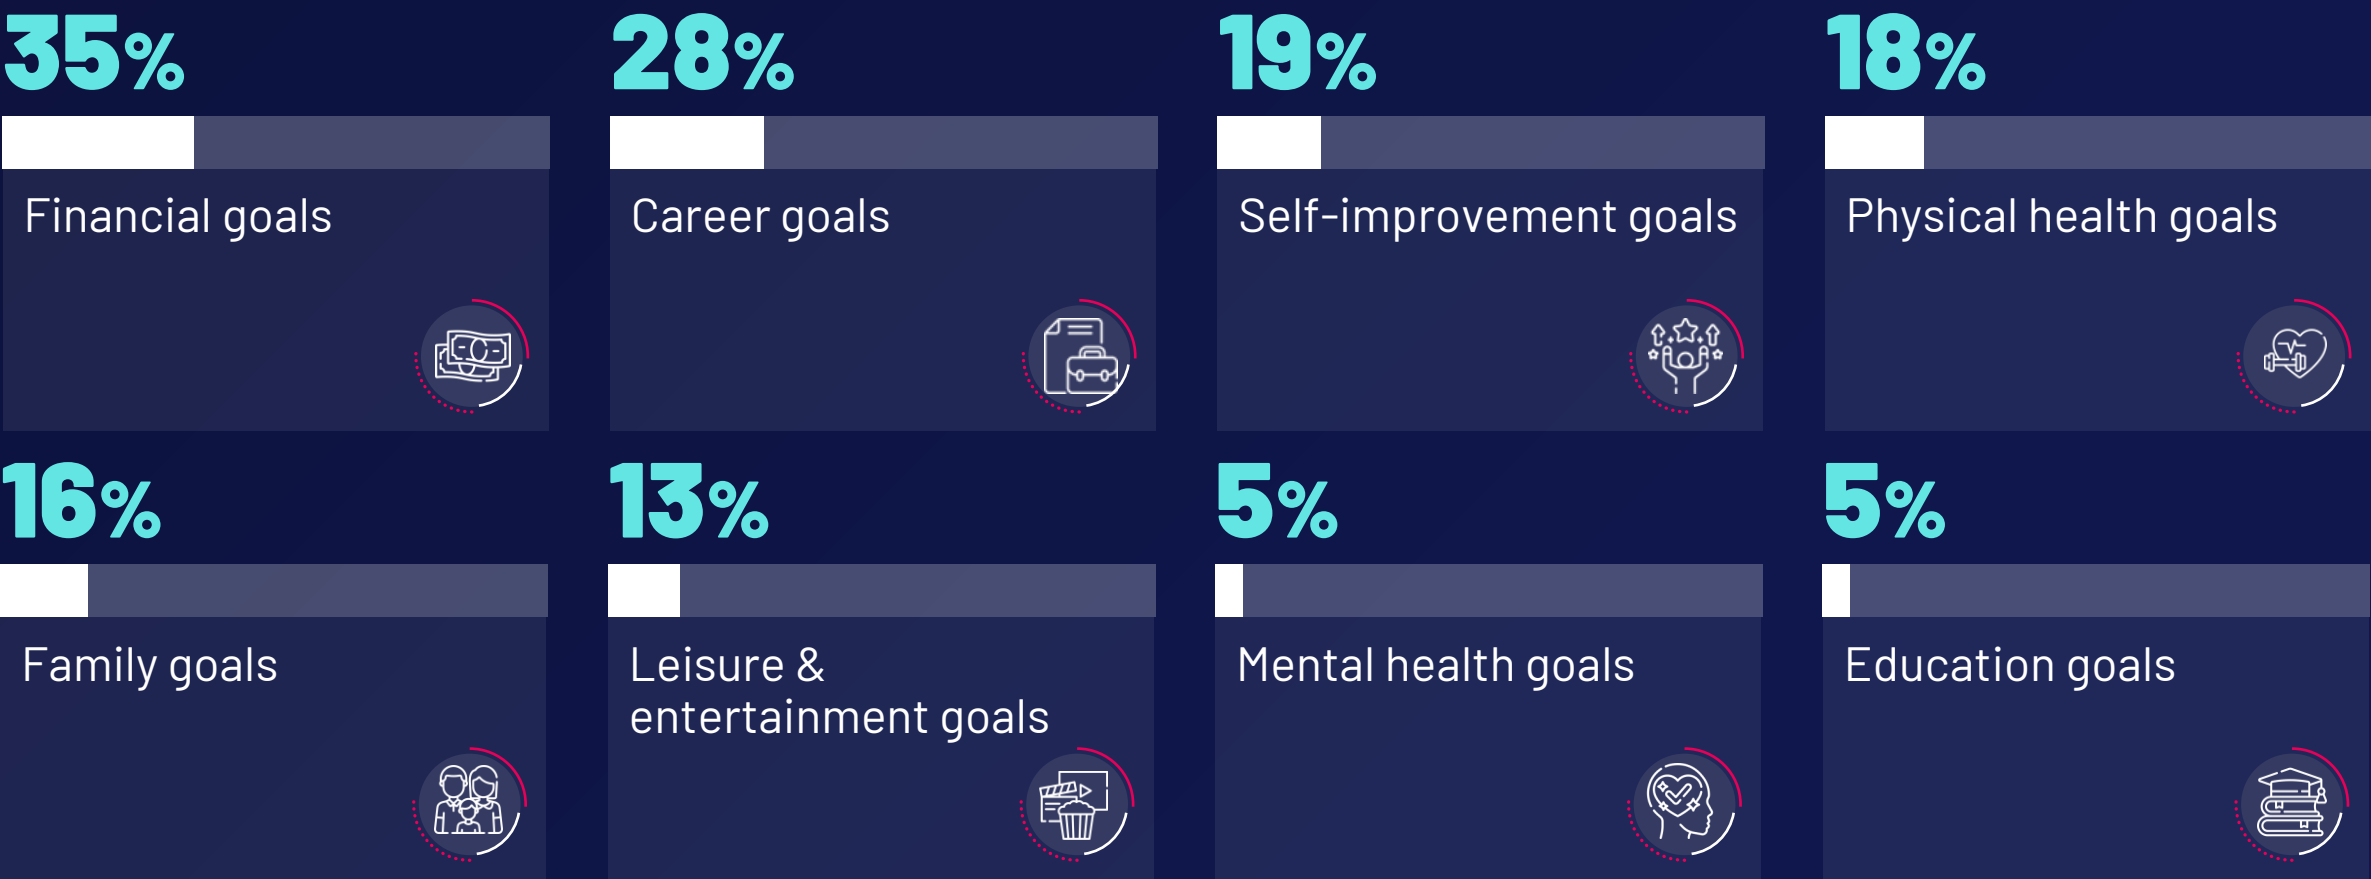 35%
28%
19%
18%
Financial goals
Career goals
Self-improvement goals
Physical health goals
16%
13%
5%
5%
Family goals
Leisure &
entertainment goals
Mental health goals
Education goals